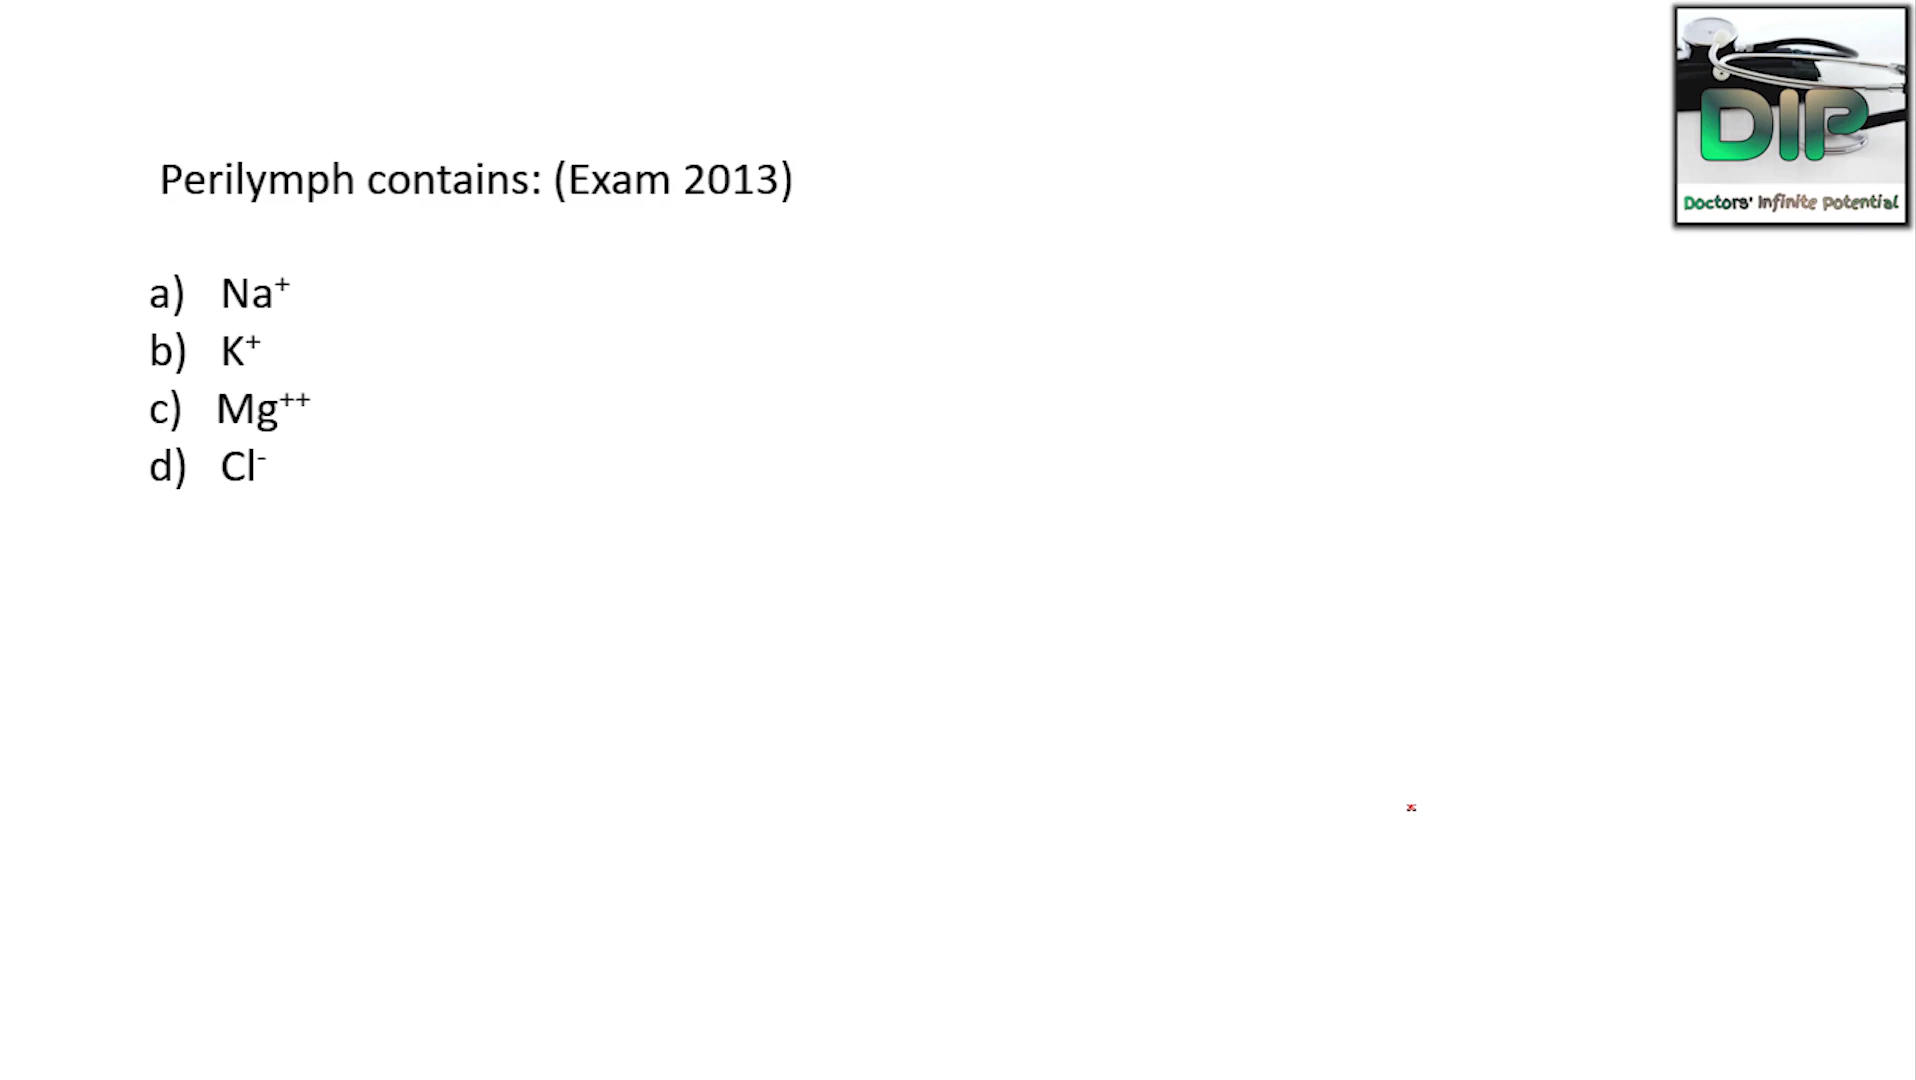 Perilymph contains: (Exam 2013)
a) Na⁺
b) K⁺
c) Mg⁺⁺
d) Cl⁻
DIP
Doctors' Infinite Potential